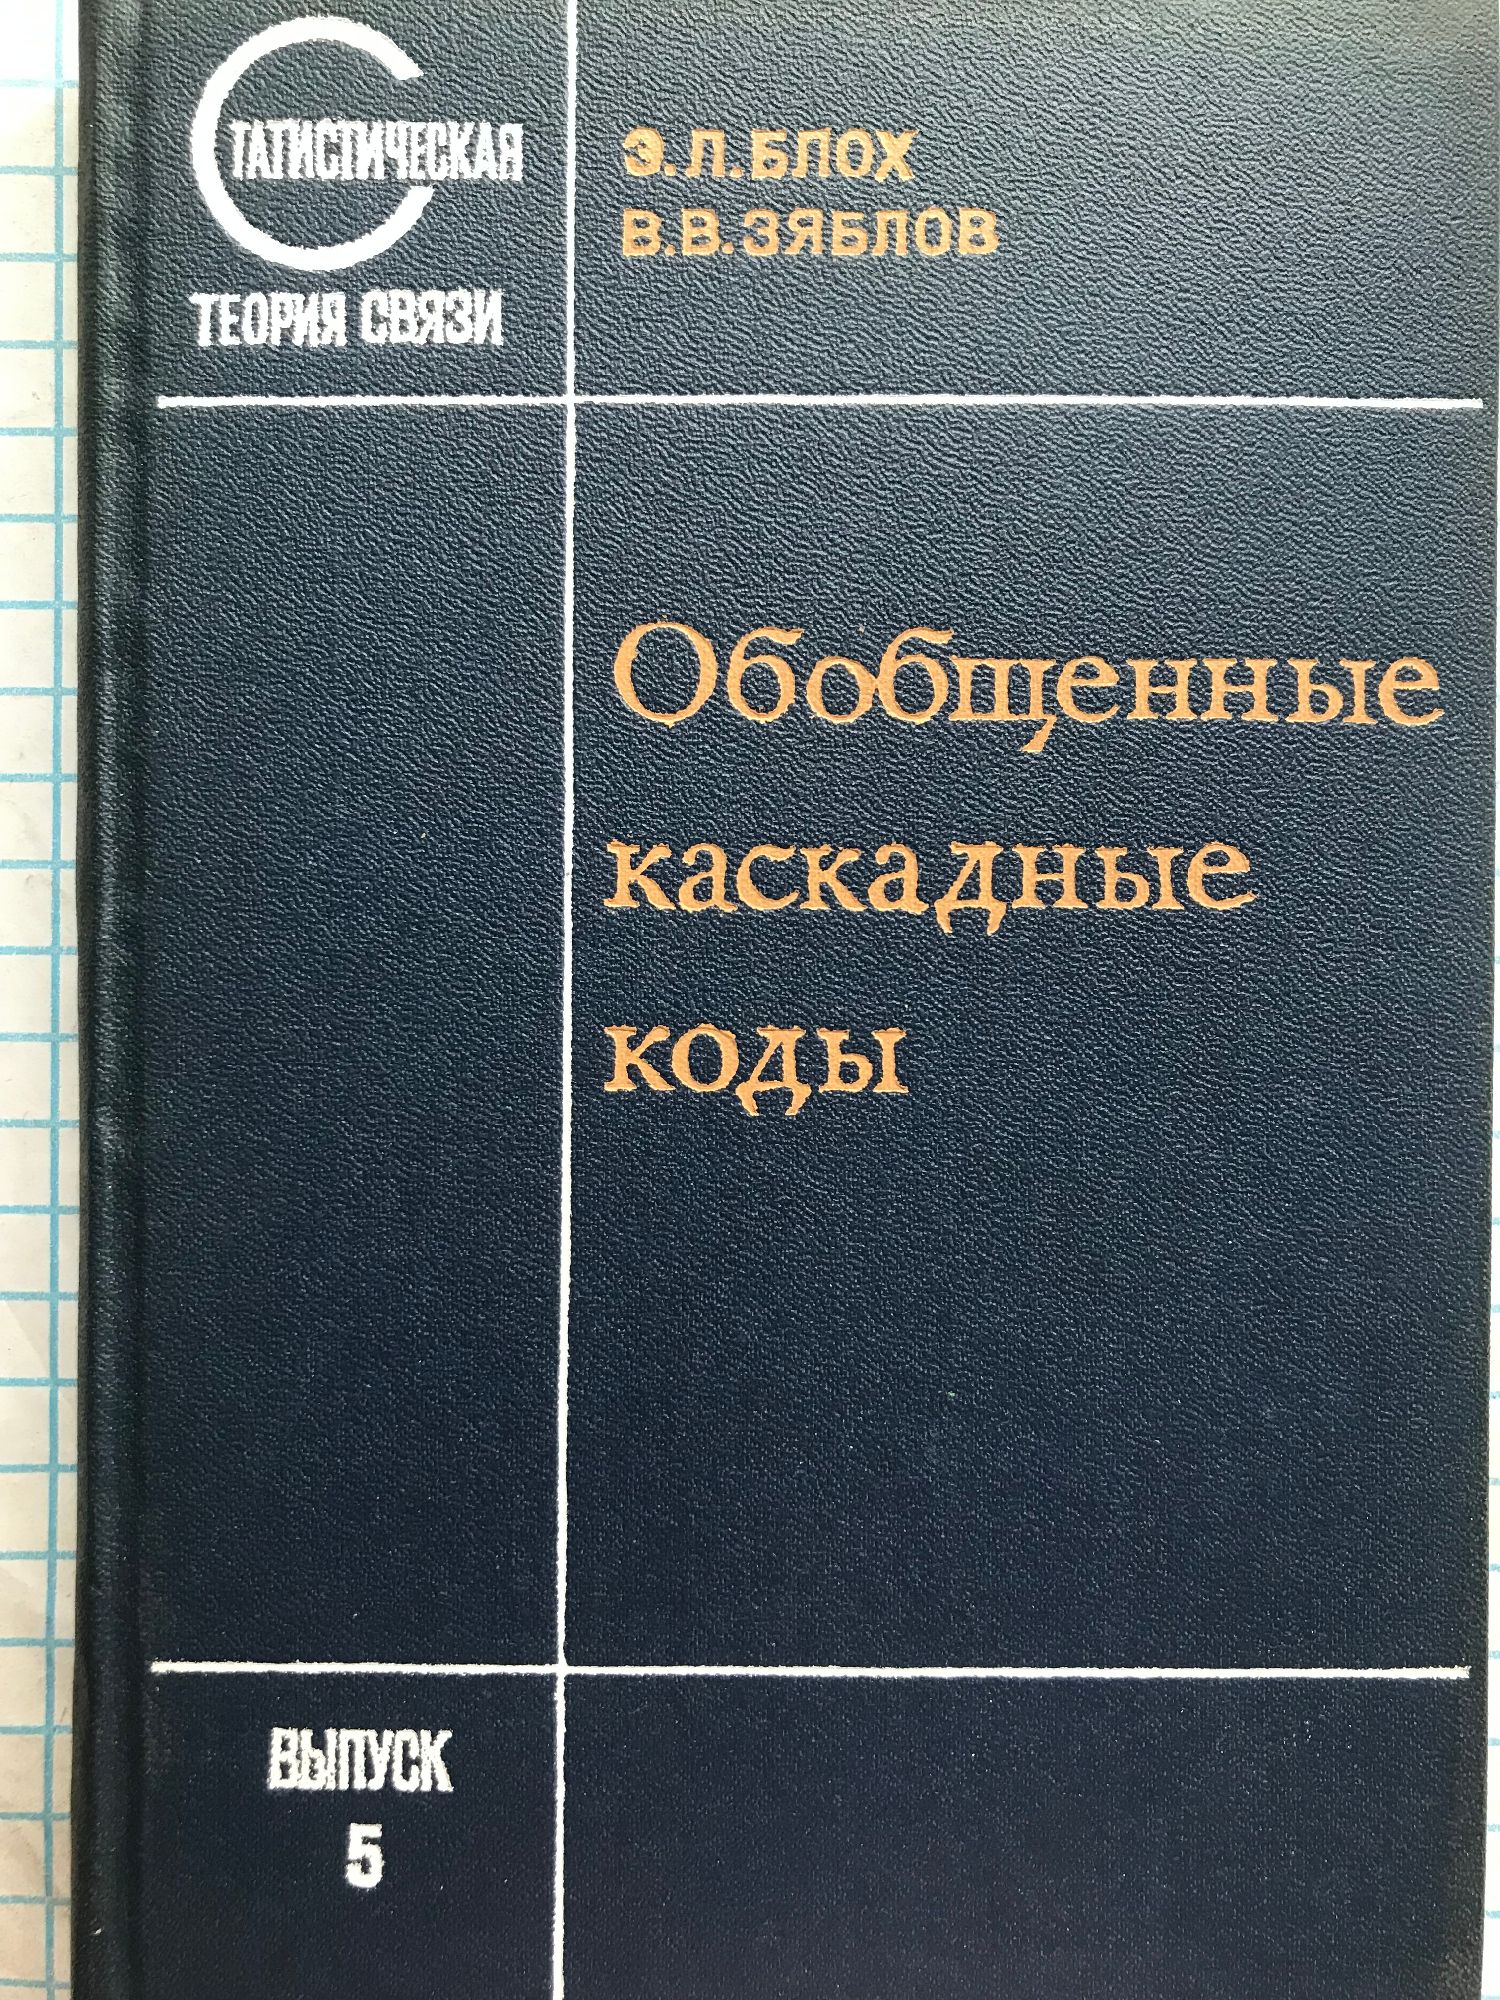 СТАТИСТИЧЕСКАЯ
ТЕОРИЯ СВЯЗИ
Э.Л.БЛОХ
В.В.ЗЯБЛОВ
Обобщенные
каскадные
коды
ВЫПУСК
5